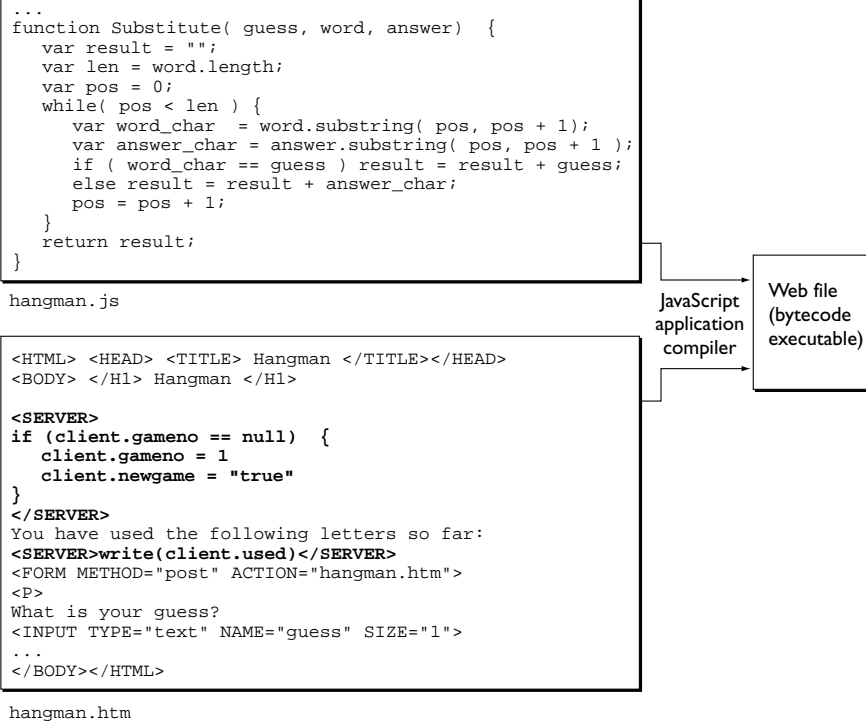 ...
function Substitute( guess, word, answer)  {
   var result = "";
   var len = word.length;
   var pos = 0;
   while( pos < len ) {
      var word_char  = word.substring( pos, pos + 1);
      var answer_char = answer.substring( pos, pos + 1 );
      if ( word_char == guess ) result = result + guess;
      else result = result + answer_char;
      pos = pos + 1;
   }
   return result;
}
hangman.js
JavaScript
application
compiler
Web file
(bytecode
executable)
<HTML> <HEAD> <TITLE> Hangman </TITLE></HEAD>
<BODY> </H1> Hangman </H1>
<SERVER>
if (client.gameno == null)  {
   client.gameno = 1
   client.newgame = "true"
}
</SERVER>
You have used the following letters so far:
<SERVER>write(client.used)</SERVER>
<FORM METHOD="post" ACTION="hangman.htm">
<P>
What is your guess?
<INPUT TYPE="text" NAME="guess" SIZE="1">
...
</BODY></HTML>
hangman.htm